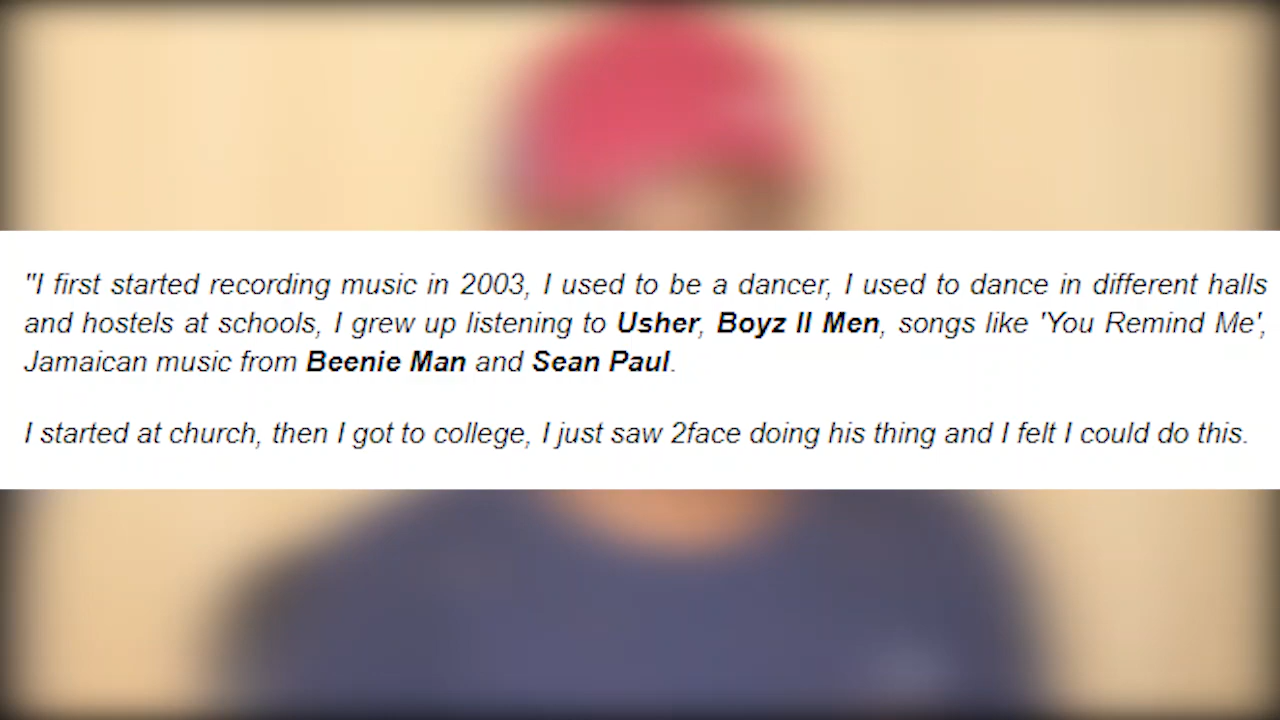 "I first started recording music in 2003, I used to be a dancer, I used to dance in different halls
and hostels at schools, I grew up listening to Usher, Boyz II Men, songs like 'You Remind Me',
Jamaican music from Beenie Man and Sean Paul.
I started at church, then I got to college, I just saw 2face doing his thing and I felt I could do this.